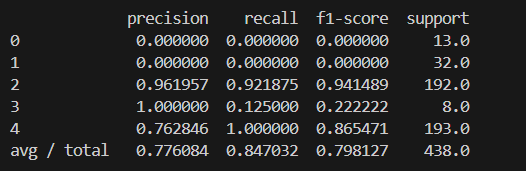 precision recall f1-score support
0 0.000000 0.000000 0.000000 13.0
1 0.000000 0.000000 0.000000 32.0
2 0.961957 0.921875 0.941489 192.0
3 1.000000 0.125000 0.222222 8.0
4 0.762846 1.000000 0.865471 193.0
avg / total 0.776084 0.847032 0.798127 438.0